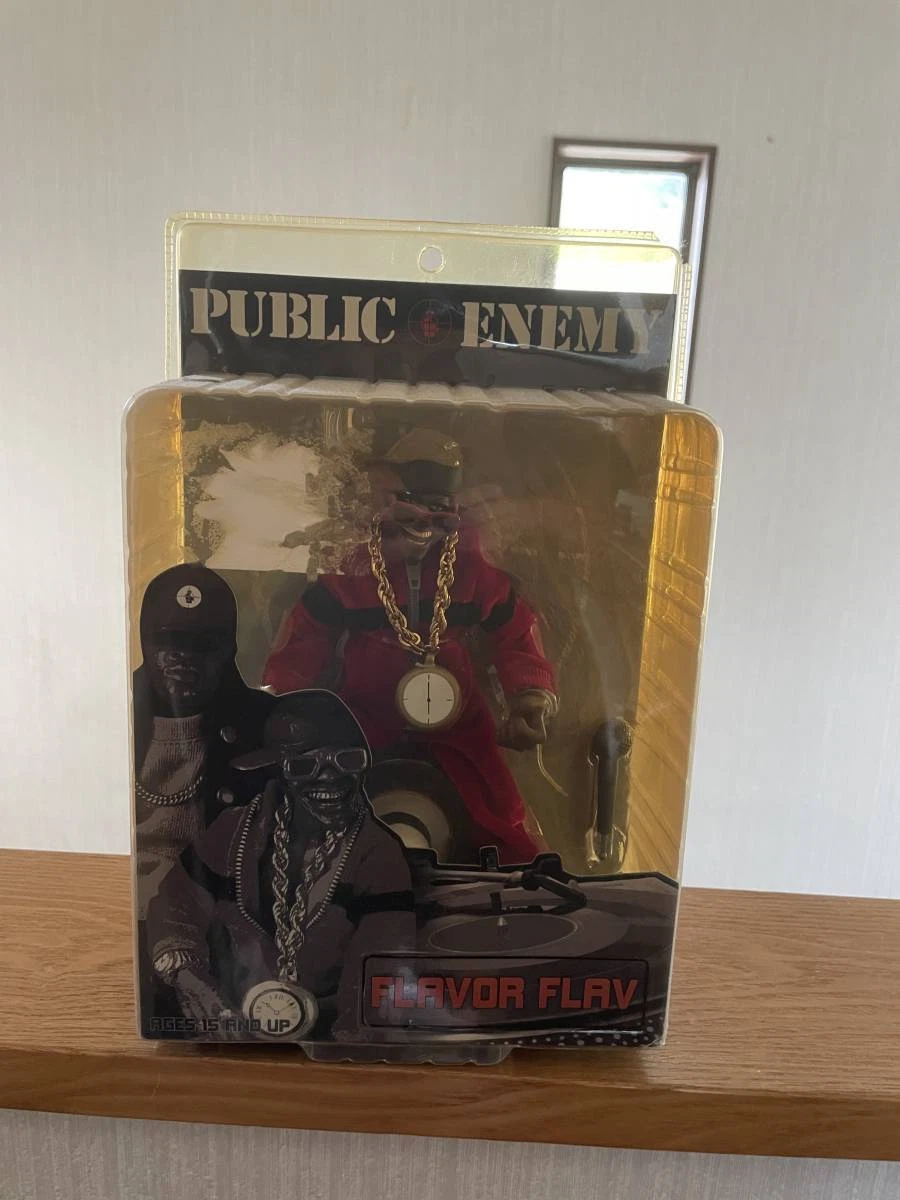 PUBLIC ENEMY
FLAVOR FLAV
AGES 15 AND UP